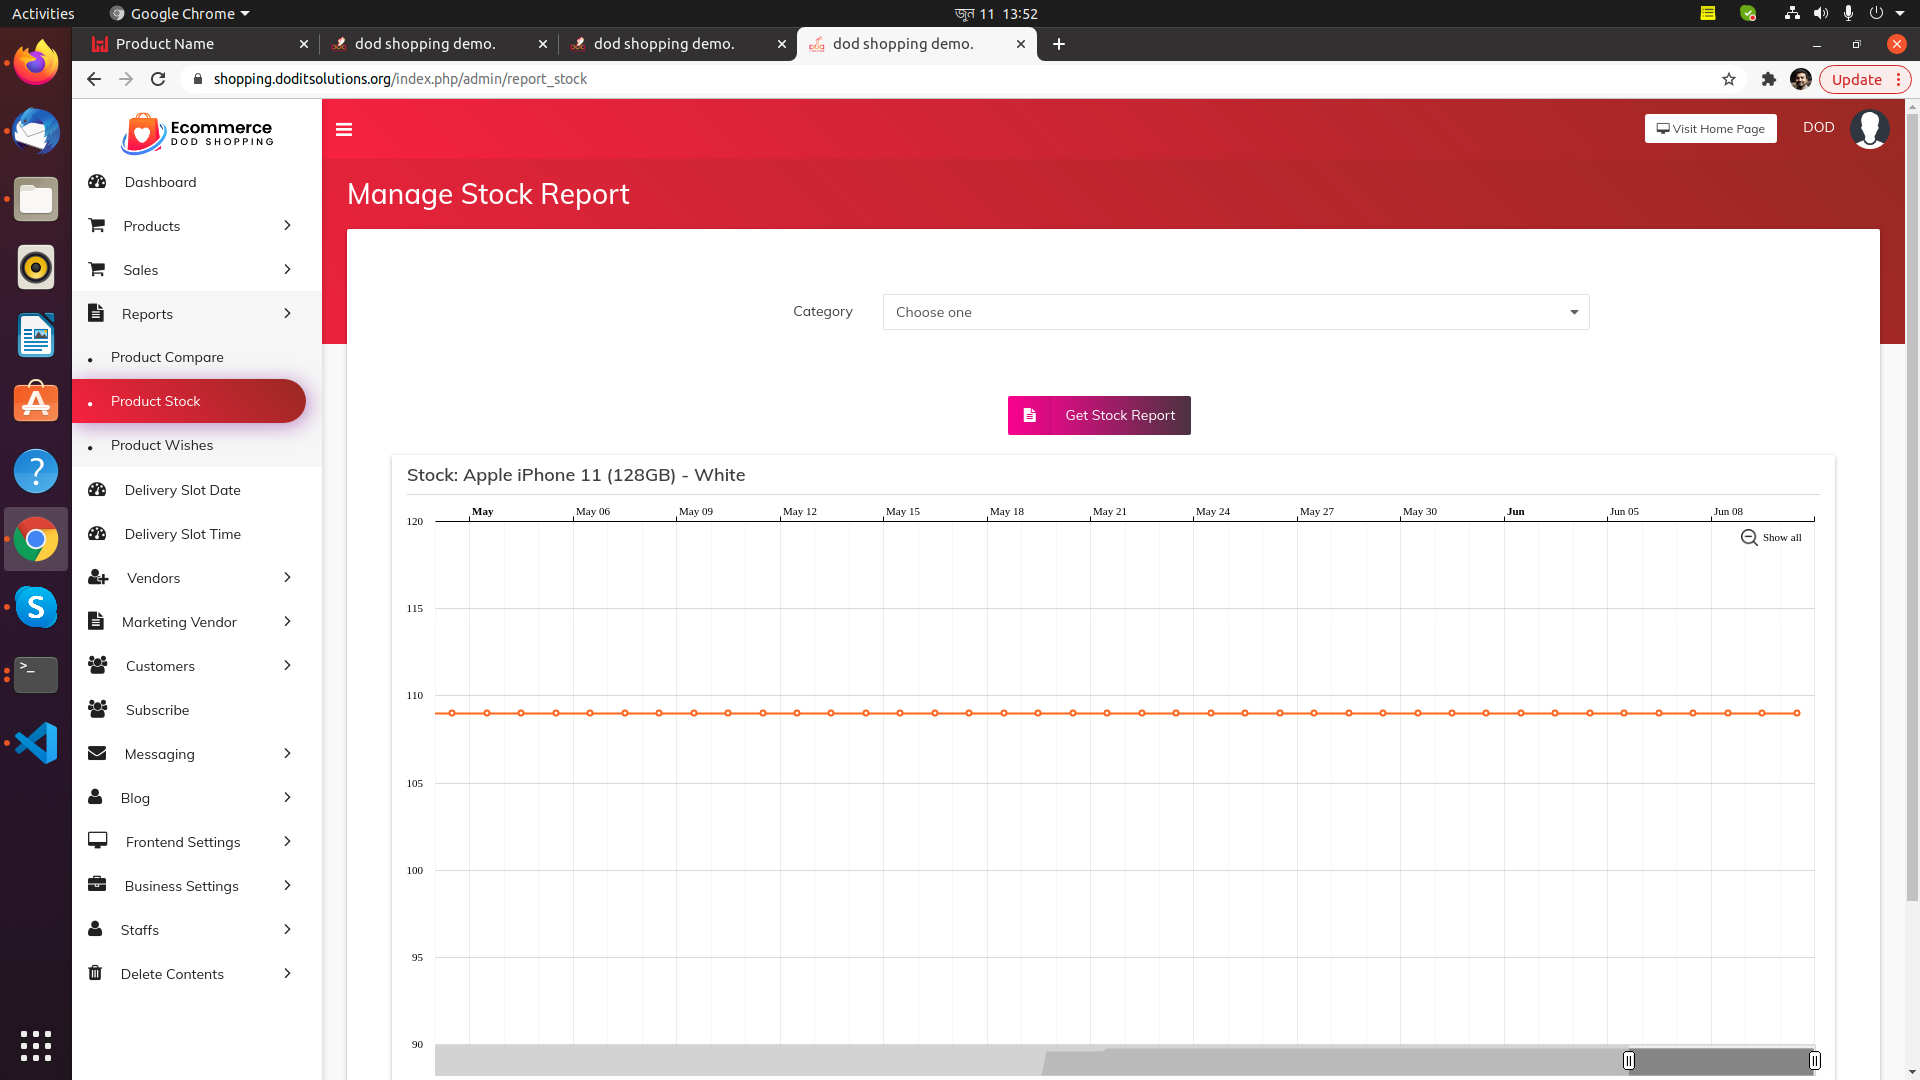 Activities
Google Chrome
জুন 11 13:52
Product Name
dod shopping demo.
dod shopping demo.
dod shopping demo.
shopping.doditsolutions.org/index.php/admin/report_stock
Update
Ecommerce
DOD SHOPPING
Visit Home Page
DOD
Dashboard
Products
Sales
Reports
Product Compare
Product Stock
Product Wishes
Delivery Slot Date
Delivery Slot Time
Vendors
Marketing Vendor
Customers
Subscribe
Messaging
Blog
Frontend Settings
Business Settings
Staffs
Delete Contents
Manage Stock Report
Category
Choose one
Get Stock Report
Stock: Apple iPhone 11 (128GB) - White
May May 06 May 09 May 12 May 15 May 18 May 21 May 24 May 27 May 30 Jun Jun 05 Jun 08
Show all
120
115
110
105
100
95
90